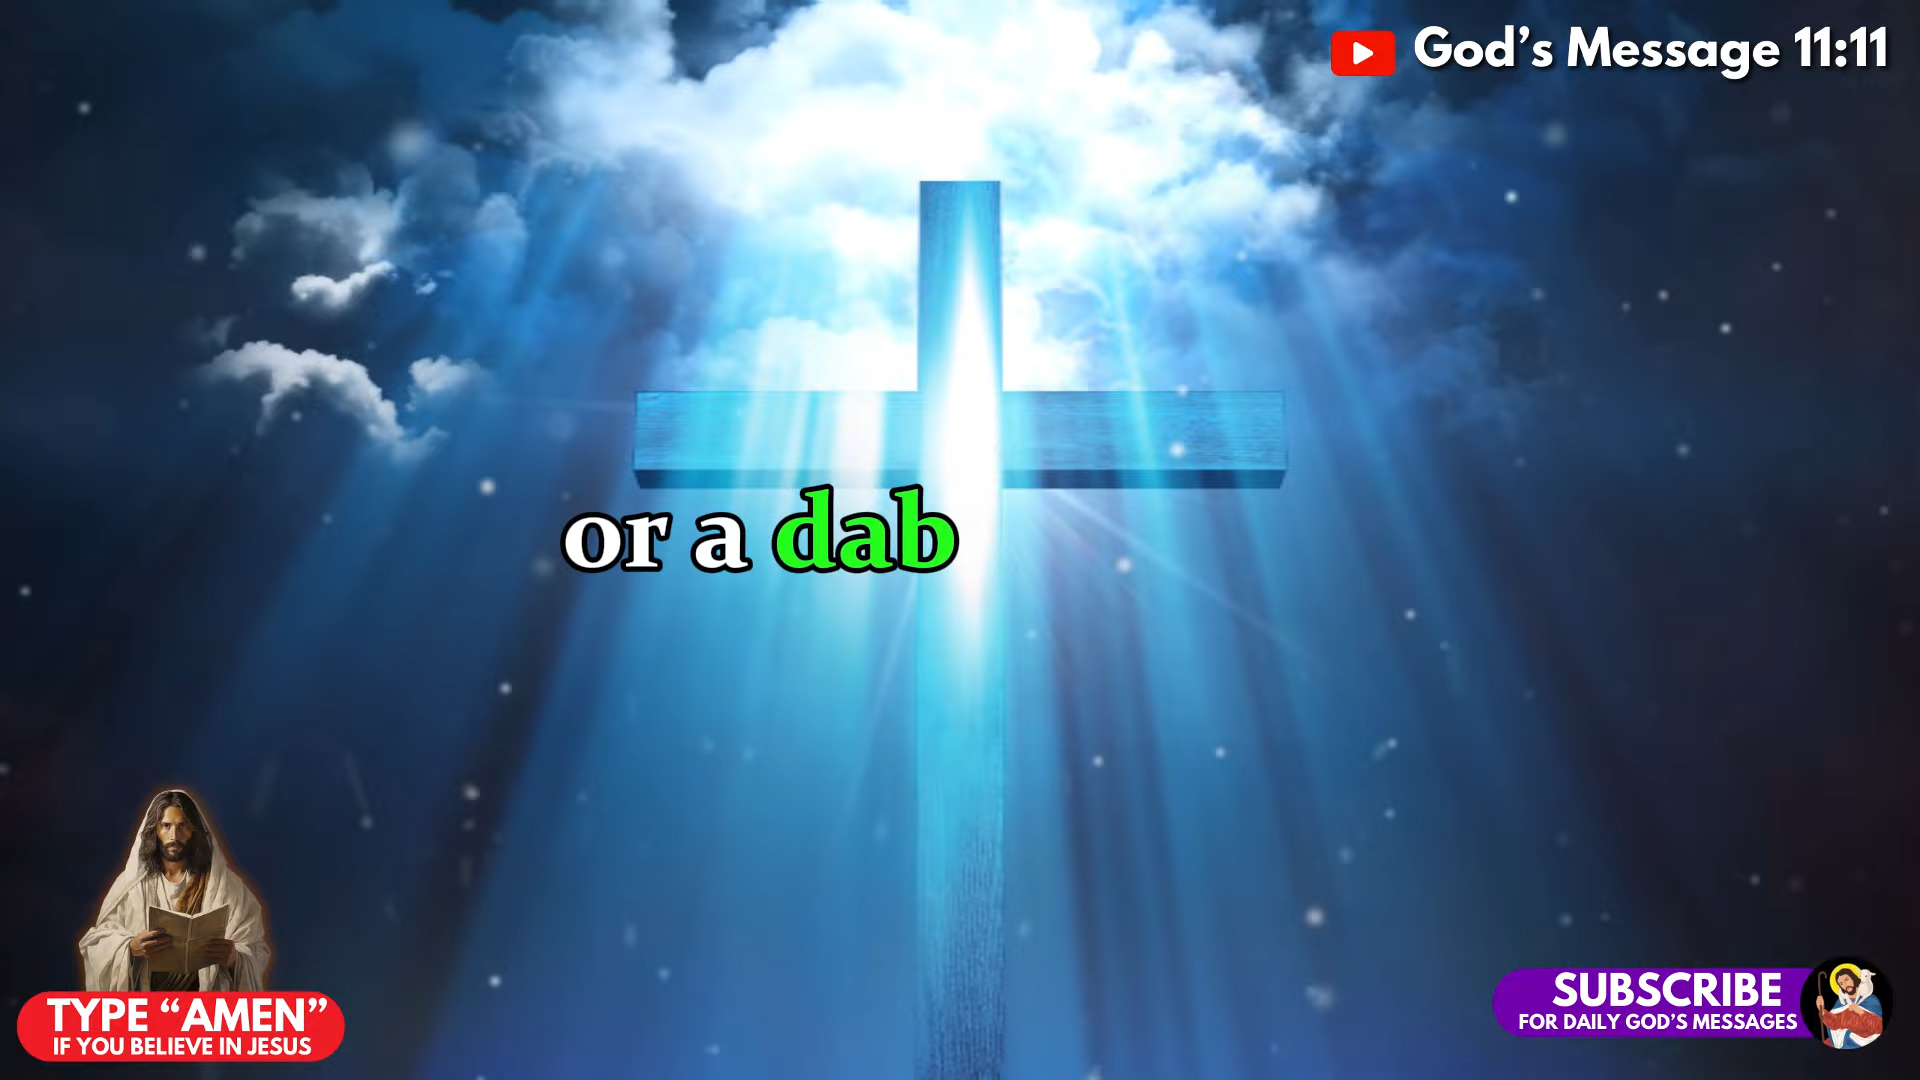 God's Message 11:11
or a dab
TYPE “AMEN”
IF YOU BELIEVE IN JESUS
SUBSCRIBE
FOR DAILY GOD'S MESSAGES